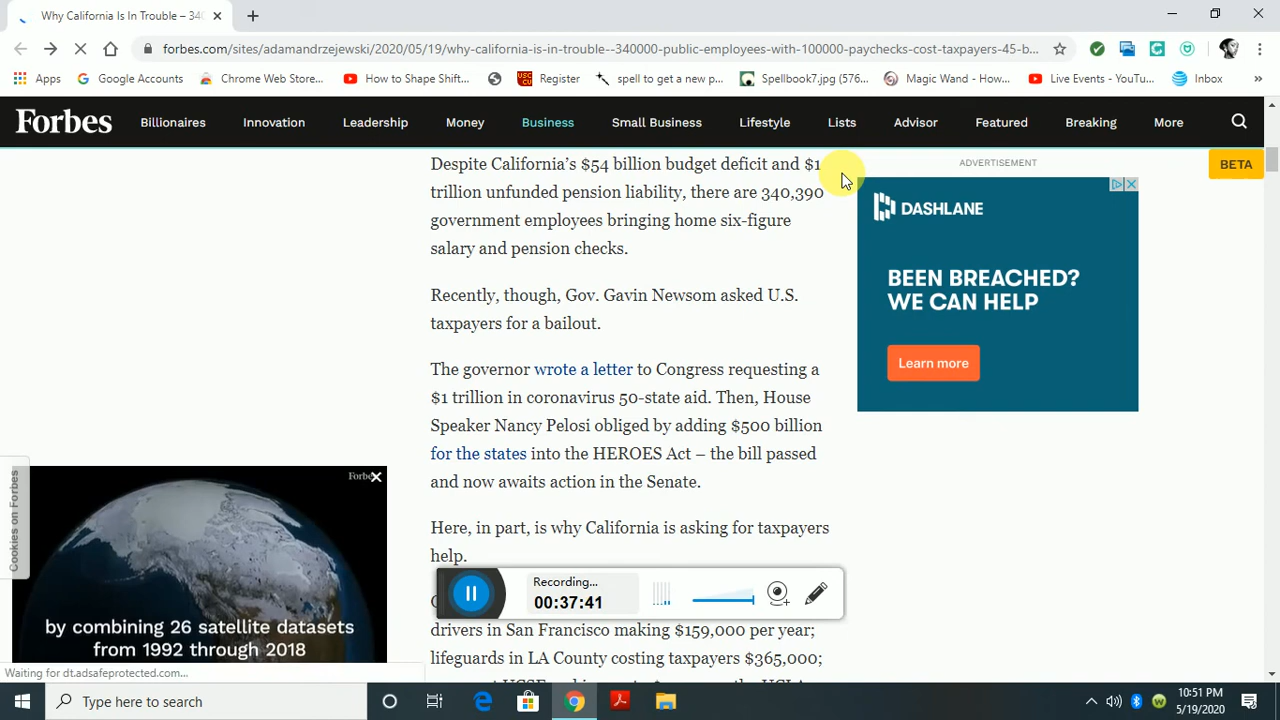 Why California Is In Trouble – 340
forbes.com/sites/adamandrzejewski/2020/05/19/why-california-is-in-trouble--340000-public-employees-with-100000-paychecks-cost-taxpayers-45-b...
Apps
Google Accounts
Chrome Web Store...
How to Shape Shift...
Register
spell to get a new p...
Spellbook7.jpg (576...
Magic Wand - How...
Live Events - YouTu...
Inbox
»
Forbes
Billionaires
Innovation
Leadership
Money
Business
Small Business
Lifestyle
Lists
Advisor
Featured
Breaking
More
Despite California's $54 billion budget deficit and $1
trillion unfunded pension liability, there are 340,390
government employees bringing home six-figure
salary and pension checks.
Recently, though, Gov. Gavin Newsom asked U.S.
taxpayers for a bailout.
The governor wrote a letter to Congress requesting a
$1 trillion in coronavirus 50-state aid. Then, House
Speaker Nancy Pelosi obliged by adding $500 billion
for the states into the HEROES Act – the bill passed
and now awaits action in the Senate.
Here, in part, is why California is asking for taxpayers
help.
drivers in San Francisco making $159,000 per year;
lifeguards in LA County costing taxpayers $365,000;
ADVERTISEMENT
BETA
DASHLANE
BEEN BREACHED?
WE CAN HELP
Learn more
Cookies on Forbes
Forbes
by combining 26 satellite datasets
from 1992 through 2018
Recording...
00:37:41
Waiting for dt.adsafeprotected.com...
Type here to search
10:51 PM
5/19/2020